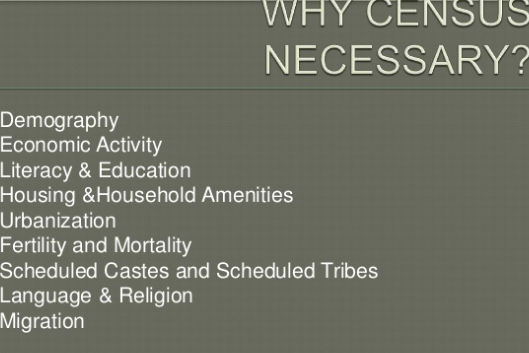 WHY CENSUS
NECESSARY?
Demography
Economic Activity
Literacy & Education
Housing &Household Amenities
Urbanization
Fertility and Mortality
Scheduled Castes and Scheduled Tribes
Language & Religion
Migration